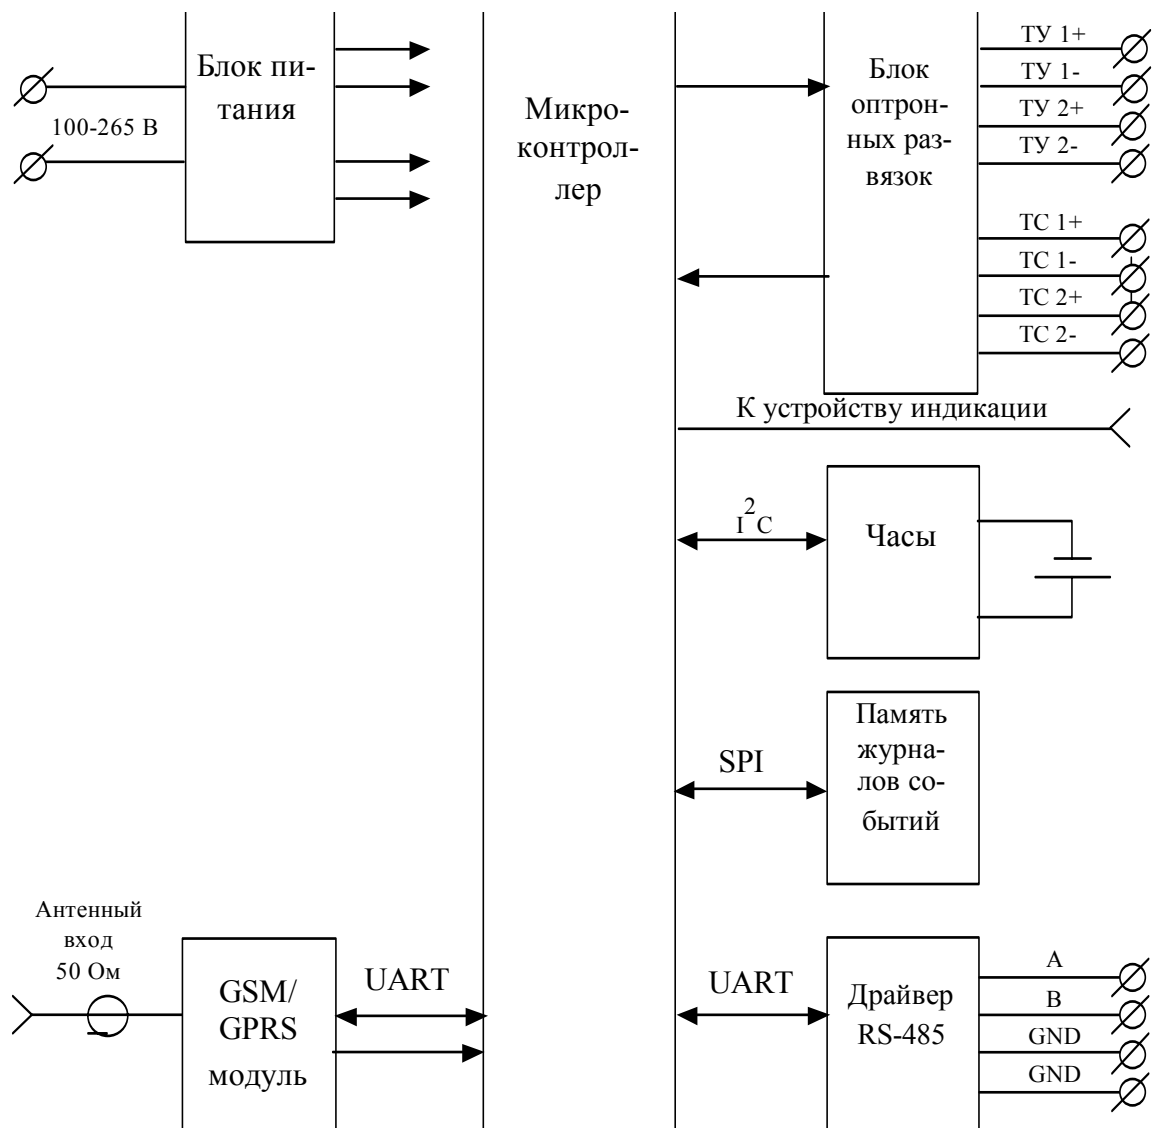 Блок пи-
тания
100-265 В
Микро-
контрол-
лер
Блок
оптрон-
ных раз-
вязок
ТУ 1+
ТУ 1-
ТУ 2+
ТУ 2-
ТС 1+
ТС 1-
ТС 2+
ТС 2-
К устройству индикации
I2C
Часы
SPI
Память
журна-
лов со-
бытий
Антенный
вход
50 Ом
GSM/
GPRS
модуль
UART
UART
Драйвер
RS-485
A
B
GND
GND